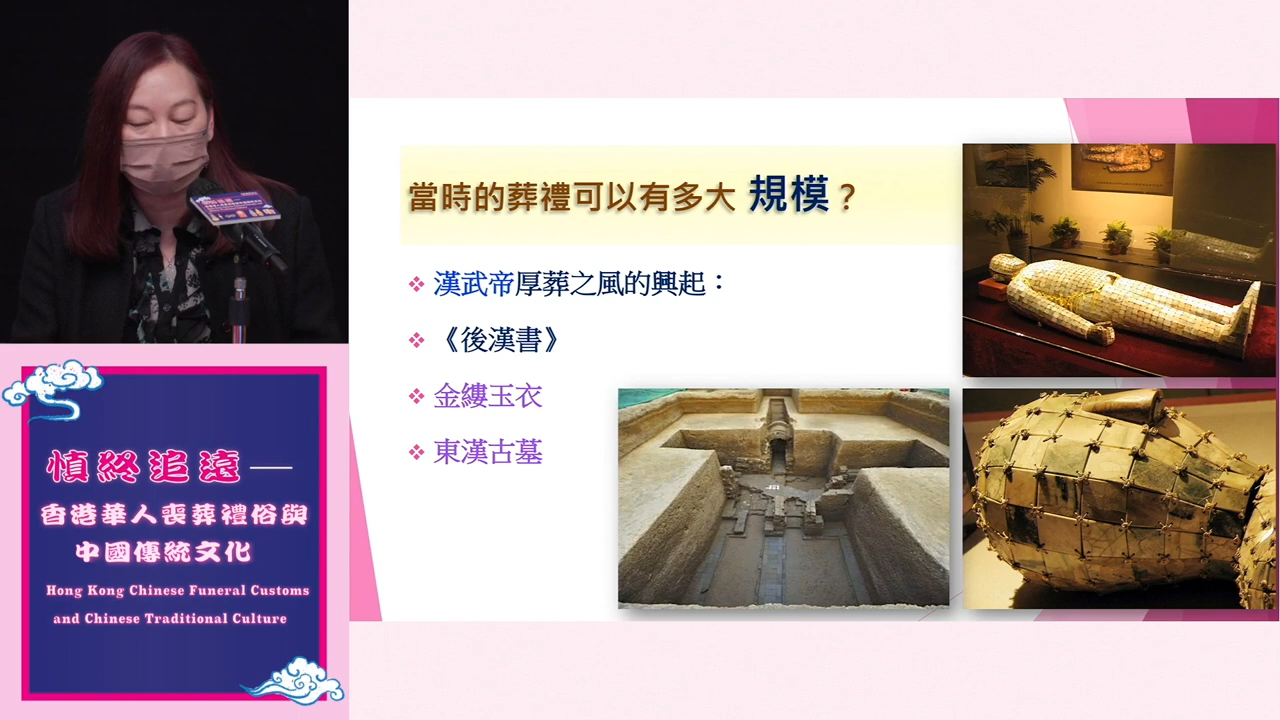 當時的葬禮可以有多大 規模？
漢武帝厚葬之風的興起：
《後漢書》
金縷玉衣
東漢古墓
慎終追遠——
香港華人喪葬禮俗與
中國傳統文化
Hong Kong Chinese Funeral Customs
and Chinese Traditional Culture